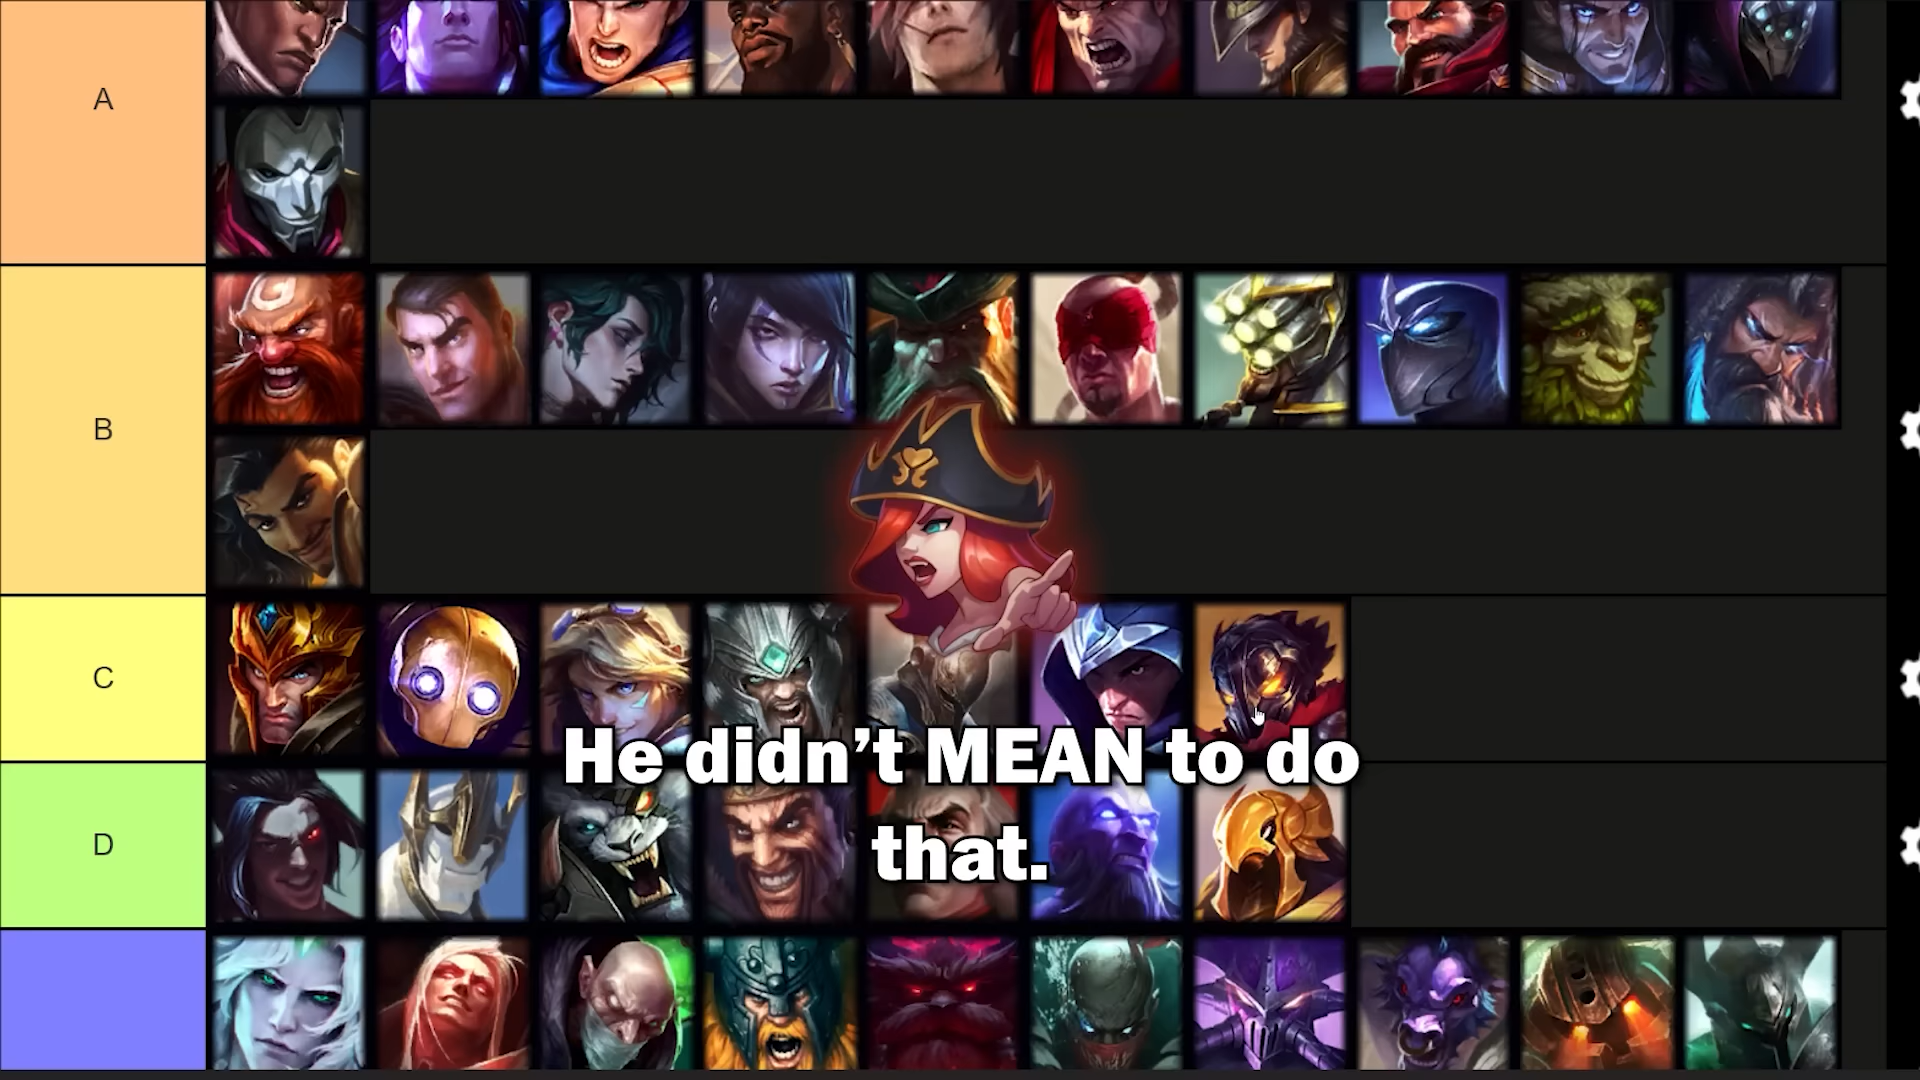 A
B
C
He didn’t MEAN to do
that.
D